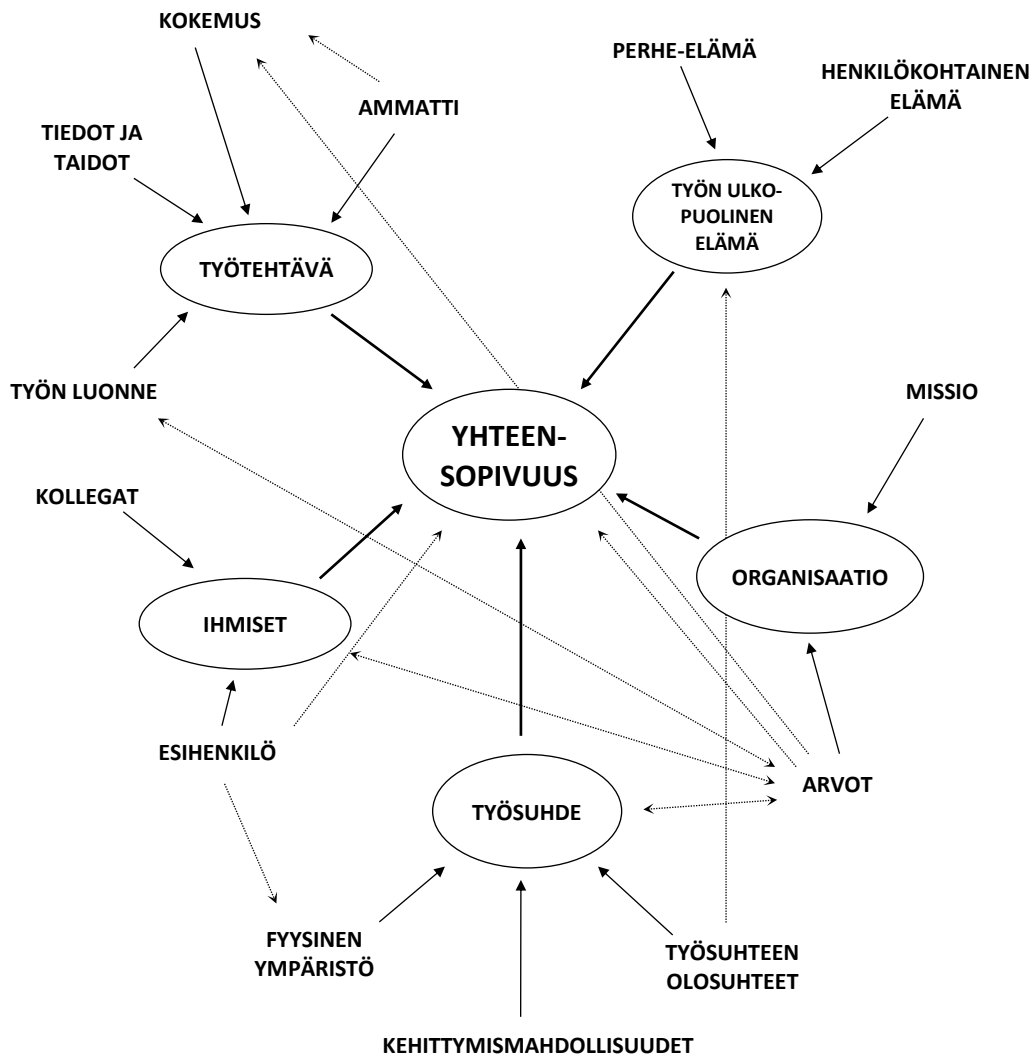 KOKEMUS
PERHE-ELÄMÄ
HENKILÖKOHTAINEN
ELÄMÄ
AMMATTI
TIEDOT JA
TAIDOT
TYÖN ULKO-
PUOLINEN
ELÄMÄ
TYÖTEHTÄVÄ
TYÖN LUONNE
MISSIO
YHTEEN-
SOPIVUUS
KOLLEGAT
ORGANISAATIO
IHMISET
ESIHENKILÖ
ARVOT
TYÖSUHDE
FYYSINEN
YMPÄRISTÖ
TYÖSUHTEEN
OLOSUHTEET
KEHITTYMISMAHDOLLISUUDET